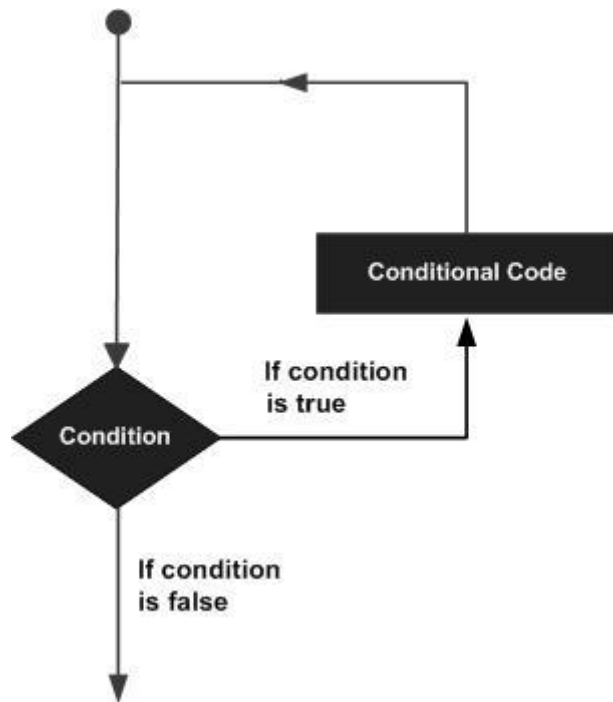 Conditional Code
If condition
is true
Condition
If condition
is false